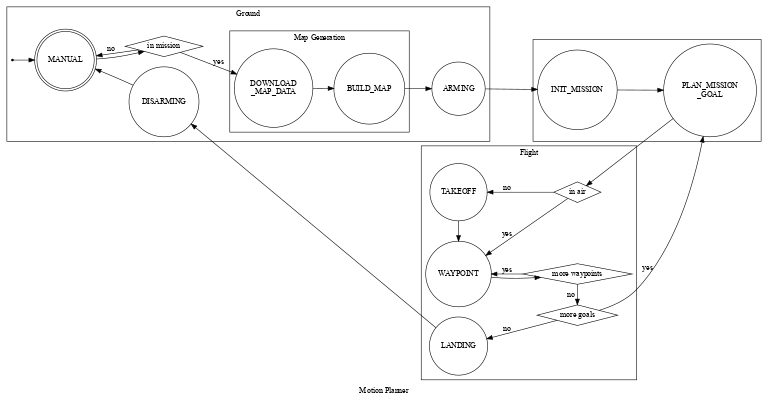 Ground
no
in mission
Map Generation
MANUAL
yes
DOWNLOAD
_MAP_DATA
BUILD_MAP
ARMING
INIT_MISSION
PLAN_MISSION
_GOAL
DISARMING
Flight
TAKEOFF
no
in air
yes
WAYPOINT
yes
more waypoints
yes
no
more goals
no
LANDING
Motion Planner